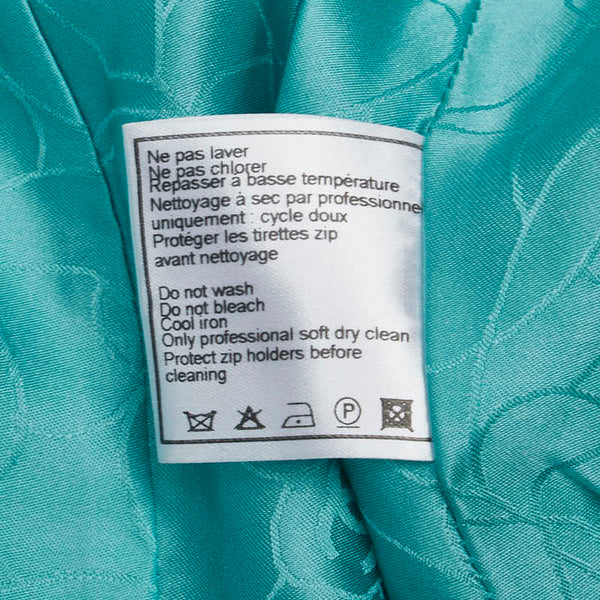 Ne pas laver
Ne pas chlorer
Repasser à basse température
Nettoyage à sec par professionne
uniquement : cycle doux
Protéger les tirettes zip
avant nettoyage
Do not wash
Do not bleach
Cool iron
Only professional soft dry clean
Protect zip holders before
cleaning
P